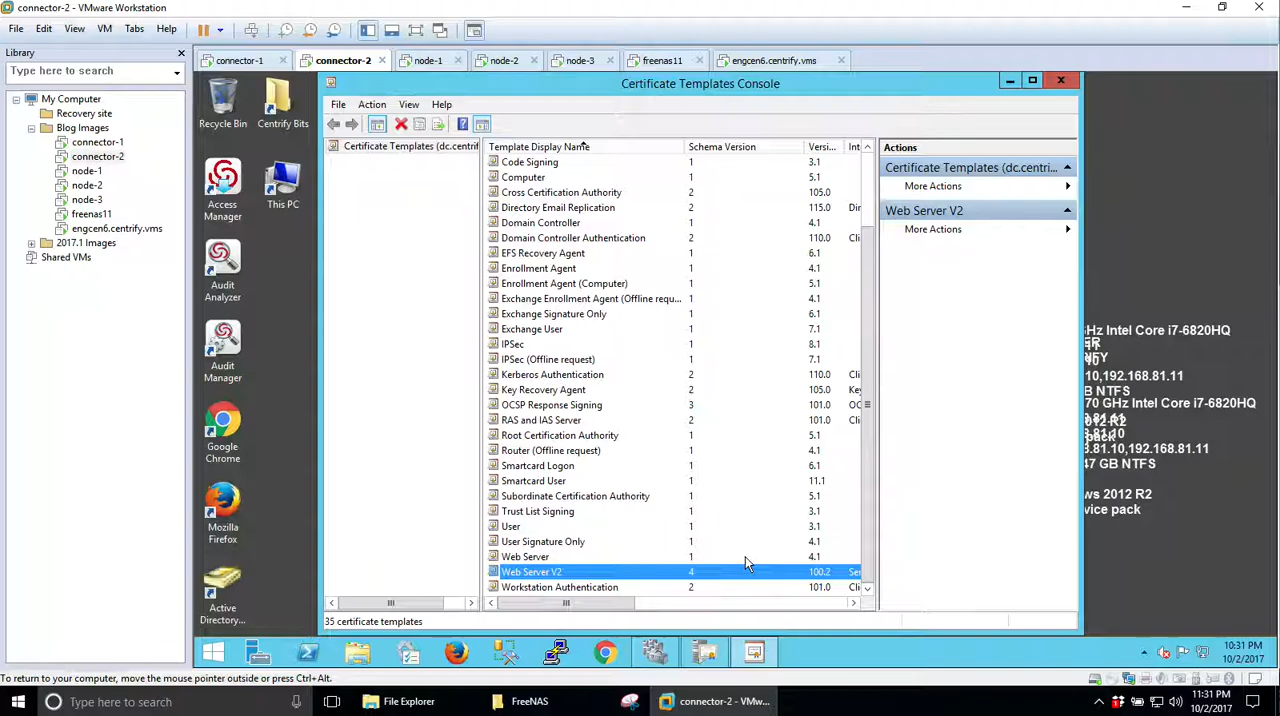 connector-2 - VMware Workstation
File Edit View VM Tabs Help
Library
Type here to search
My Computer
Recovery site
Blog Images
connector-1
connector-2
node-1
node-2
node-3
freenas11
engcen6.centrify.vms
2017.1 Images
Shared VMs
connector-1 connector-2 node-1 node-2 node-3 freenas11 engcen6.centrify.vms
Recycle Bin
Centrify Bits
Access Manager
This PC
Audit Analyzer
Audit Manager
Google Chrome
Mozilla Firefox
Active Directory...
Certificate Templates Console
File Action View Help
Certificate Templates (dc.centrif
Template Display Name Schema Version Versi... Int
Code Signing 1 3.1
Computer 1 5.1
Cross Certification Authority 2 105.0
Directory Email Replication 2 115.0 Dir
Domain Controller 1 4.1
Domain Controller Authentication 2 110.0 Cli
EFS Recovery Agent 1 6.1
Enrollment Agent 1 4.1
Enrollment Agent (Computer) 1 5.1
Exchange Enrollment Agent (Offline requ... 1 4.1
Exchange Signature Only 1 6.1
Exchange User 1 7.1
IPSec 1 8.1
IPSec (Offline request) 1 7.1
Kerberos Authentication 2 110.0 Cli
Key Recovery Agent 2 105.0 Key
OCSP Response Signing 3 101.0 OC
RAS and IAS Server 2 101.0 Cli
Root Certification Authority 1 5.1
Router (Offline request) 1 4.1
Smartcard Logon 1 6.1
Smartcard User 1 11.1
Subordinate Certification Authority 1 5.1
Trust List Signing 1 3.1
User 1 3.1
User Signature Only 1 4.1
Web Server 1 4.1
Web Server V2 4 100.2 Ser
Workstation Authentication 2 101.0 Cli
35 certificate templates
Actions
Certificate Templates (dc.centri...
More Actions
Web Server V2
More Actions
GHz Intel Core i7-6820HQ
10,192.168.81.11
GB NTFS
70 GHz Intel Core i7-6820HQ
012 R2
pack
8.81.10,192.168.81.11
47 GB NTFS
ws 2012 R2
vice pack
10:31 PM
10/2/2017
To return to your computer, move the mouse pointer outside or press Ctrl+Alt.
Type here to search
File Explorer
FreeNAS
connector-2 - VMw...
11:31 PM
10/2/2017